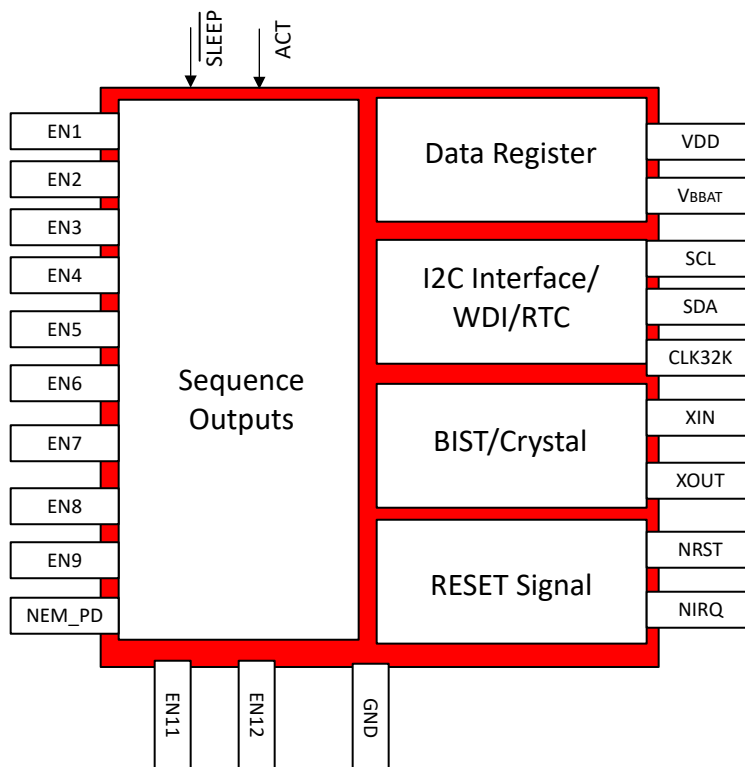 SLEEP
ACT
EN1
EN2
EN3
EN4
EN5
EN6
EN7
EN8
EN9
NEM_PD
Sequence
Outputs
Data Register
I2C Interface/
WDI/RTC
BIST/Crystal
RESET Signal
VDD
VBBAT
SCL
SDA
CLK32K
XIN
XOUT
NRST
NIRQ
EN11
EN12
GND